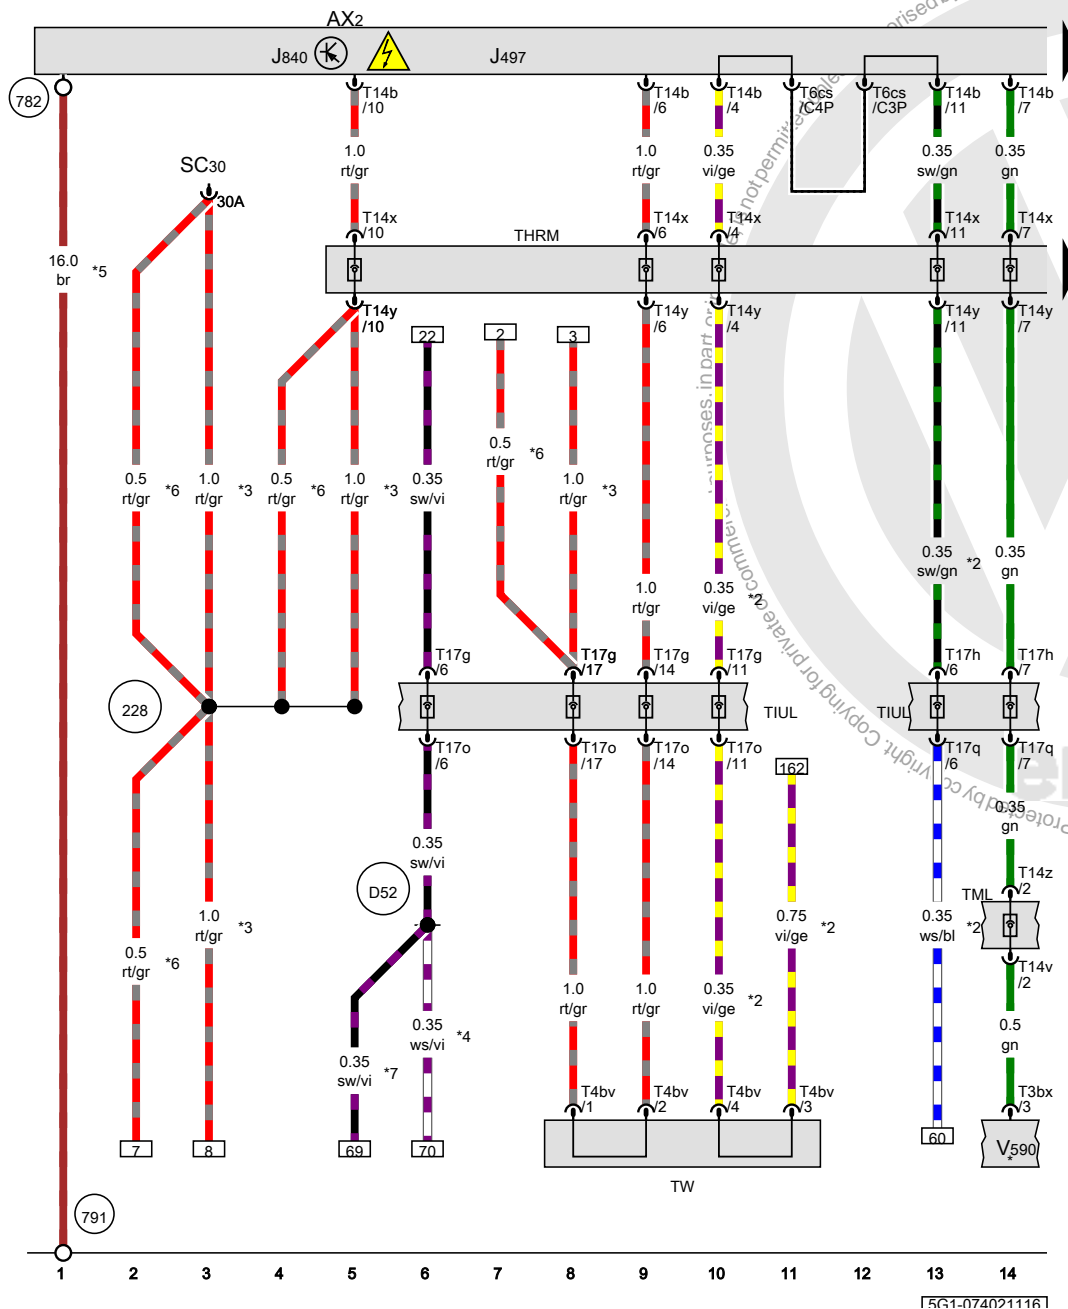 AX2
J840
J497
782
T14b
/10
T14b
/6
T14b
/4
T6cs
/C4P
T6cs
/C3P
T14b
/11
T14b
/7
SC30
30A
1.0
rt/gr
1.0
rt/gr
0.35
vi/ge
0.35
sw/gn
0.35
gn
T14x
/10
THRM
T14x
/6
T14x
/4
T14x
/11
T14x
/7
16.0
br
*5
T14y
/10
T14y
/6
T14y
/4
T14y
/11
T14y
/7
22
2
3
0.5
rt/gr
*6
1.0
rt/gr
*3
0.5
rt/gr
*6
1.0
rt/gr
*3
0.35
sw/vi
0.5
rt/gr
*6
1.0
rt/gr
*3
1.0
rt/gr
0.35
vi/ge
*2
0.35
sw/gn
*2
0.35
gn
T17g
/6
T17g
/17
T17g
/14
T17g
/11
T17h
/6
T17h
/7
228
TIUL
TIUL
T17o
/6
T17o
/17
T17o
/14
T17o
/11
162
T17q
/6
T17q
/7
0.35
gn
0.35
sw/vi
D52
T14z
/2
TML
1.0
rt/gr
*3
0.5
rt/gr
*6
0.75
vi/ge
*2
0.35
ws/bl
*2
T14v
/2
1.0
rt/gr
1.0
rt/gr
0.35
vi/ge
*2
0.35
ws/vi
*4
0.35
sw/vi
*7
0.5
gn
T4bv
/1
T4bv
/2
T4bv
/4
T4bv
/3
T3bx
/3
7
8
69
70
60
V590
*
TW
791
1 2 3 4 5 6 7 8 9 10 11 12 13 14
5G1-074021116